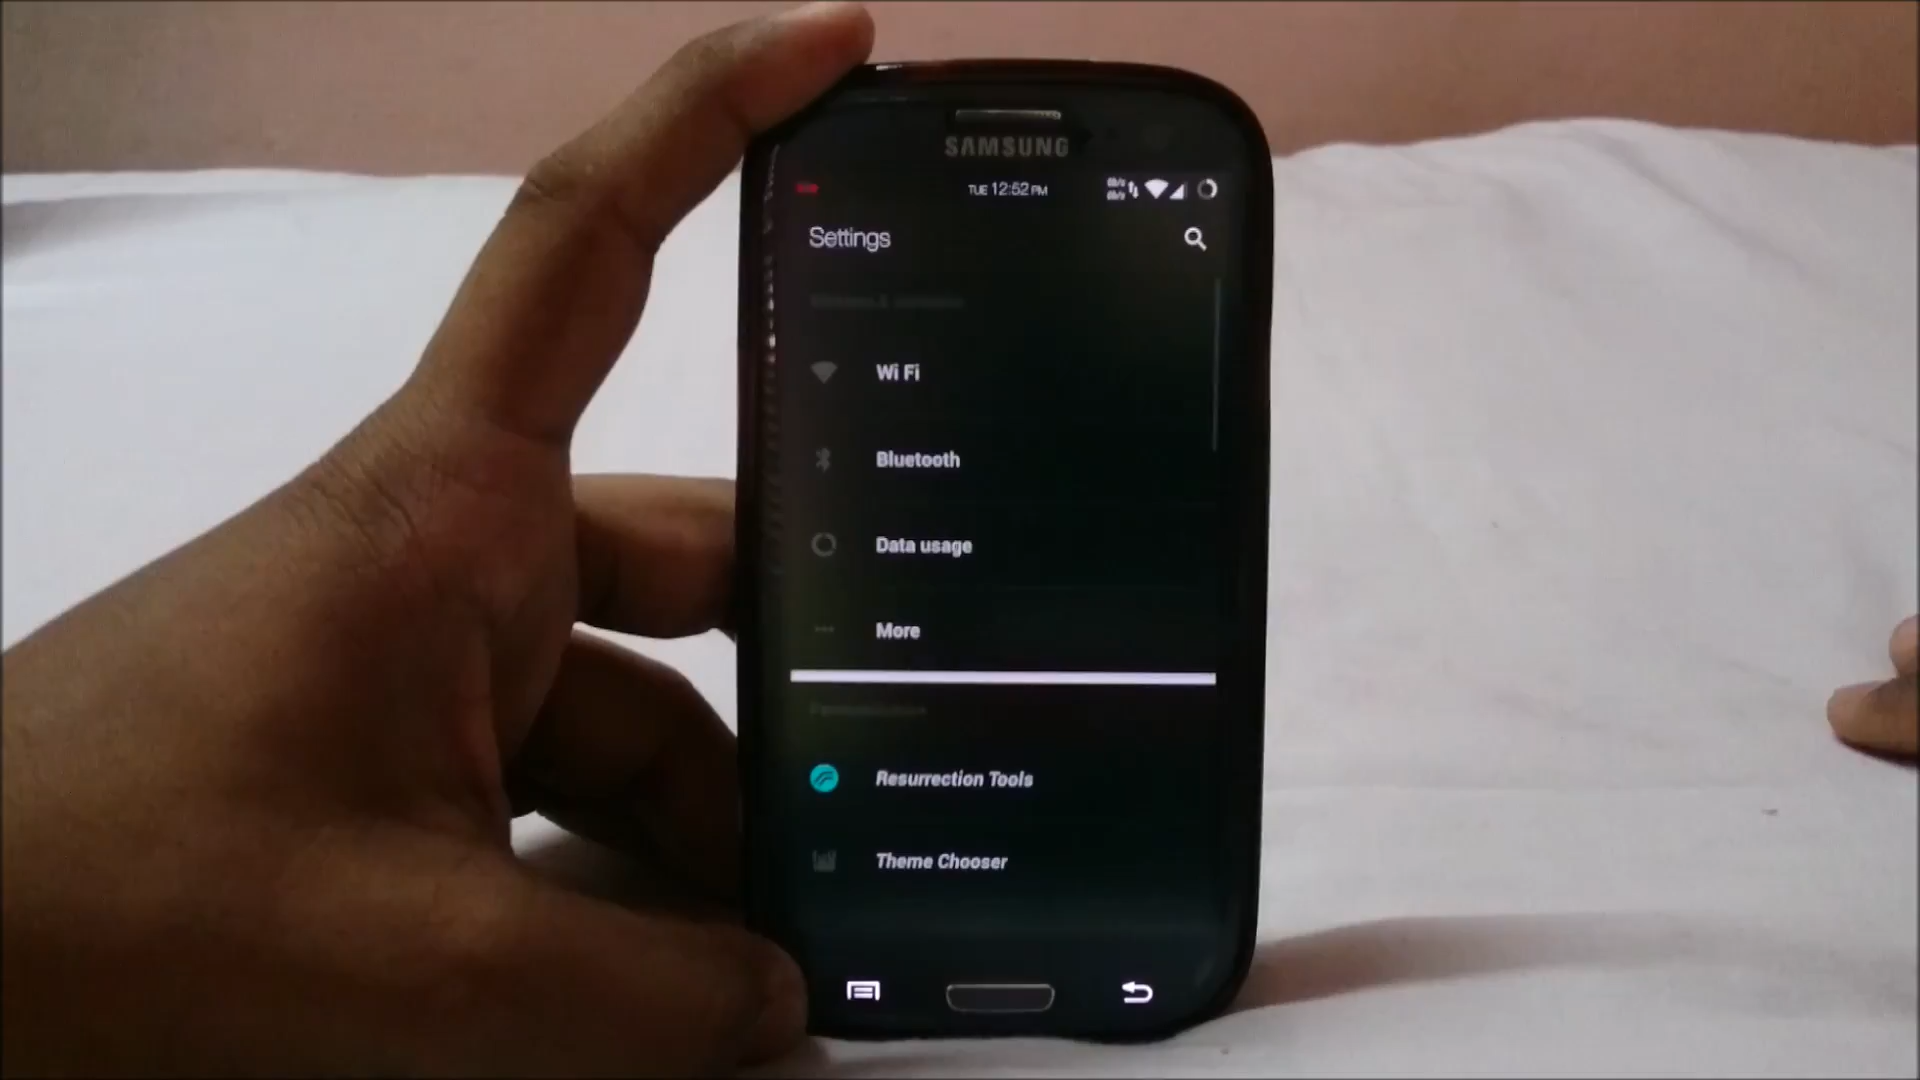 SAMSUNG
TUE 12:52 PM
Settings
Wi Fi
Bluetooth
Data usage
More
Resurrection Tools
Theme Chooser